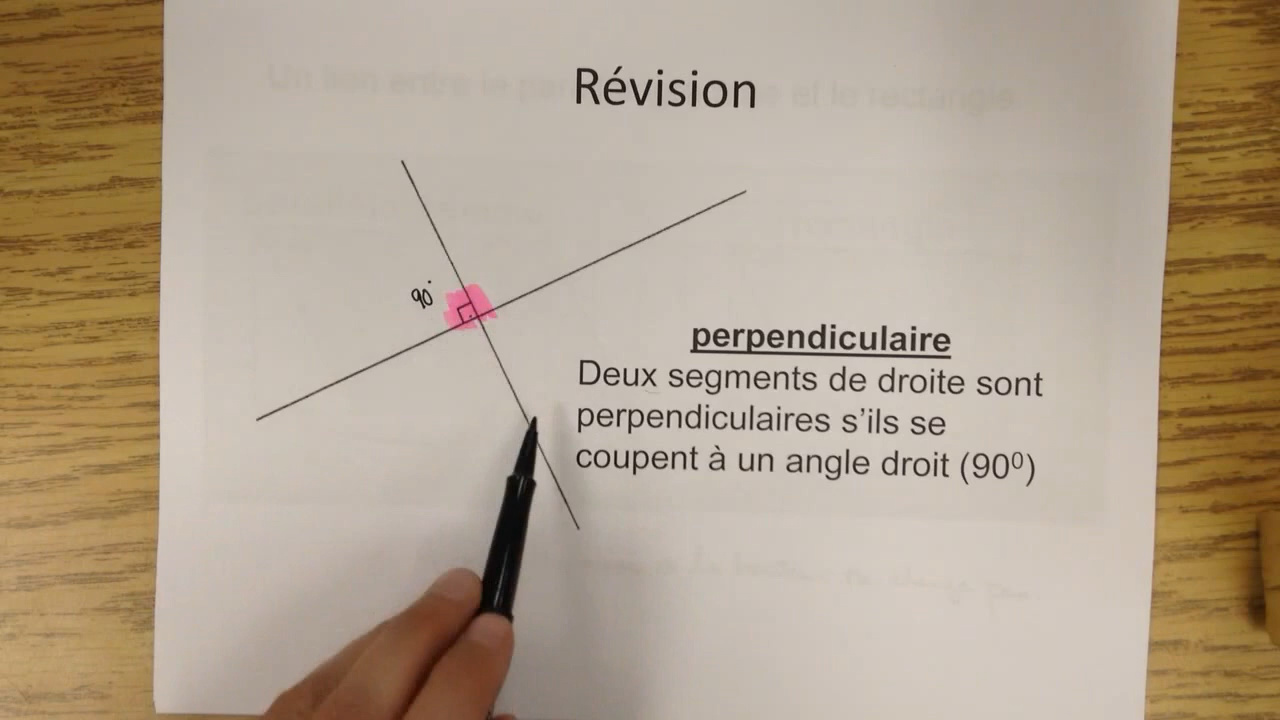 Révision
90°
perpendiculaire
Deux segments de droite sont
perpendiculaires s'ils se
coupent à un angle droit (90⁰)